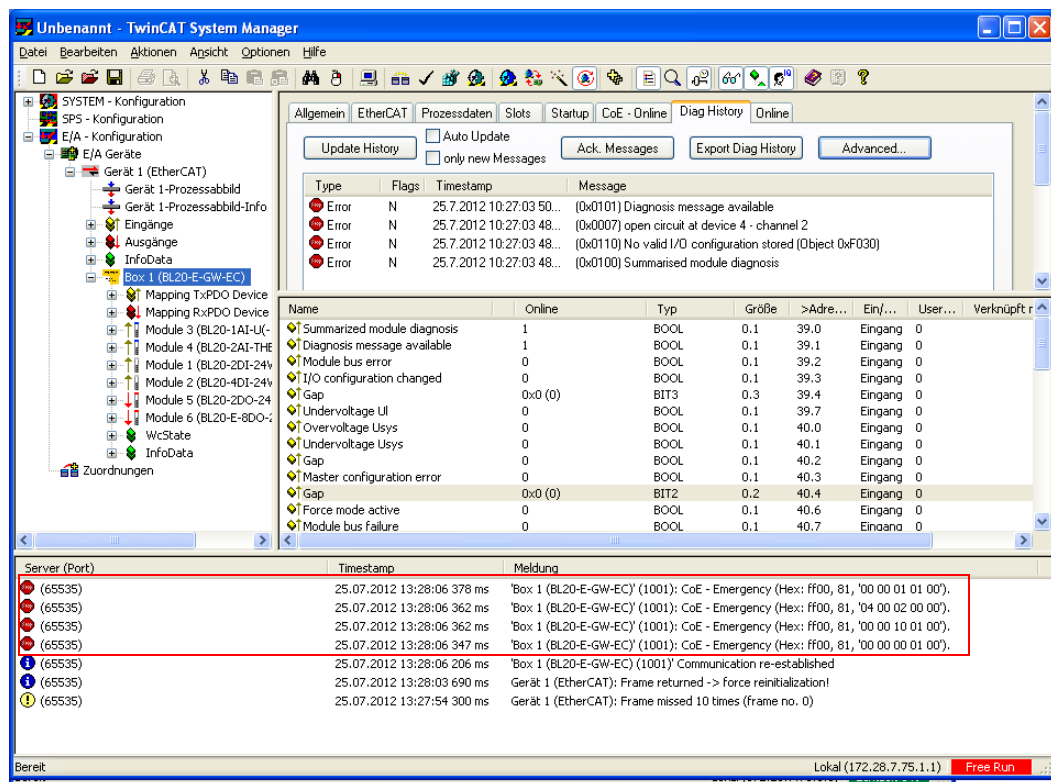 Unbenannt - TwinCAT System Manager
Datei Bearbeiten Aktionen Ansicht Optionen Hilfe
SYSTEM - Konfiguration
SPS - Konfiguration
E/A - Konfiguration
E/A Geräte
Gerät 1 (EtherCAT)
Gerät 1-Prozessabbild
Gerät 1-Prozessabbild-Info
Eingänge
Ausgänge
InfoData
Box 1 (BL20-E-GW-EC)
Mapping TxPDO Device
Mapping RxPDO Device
Module 3 (BL20-1AI-U(-
Module 4 (BL20-2AI-THE
Module 1 (BL20-2DI-24V
Module 2 (BL20-4DI-24V
Module 5 (BL20-2DO-24
Module 6 (BL20-E-8DO-2
WcState
InfoData
Zuordnungen
Allgemein EtherCAT Prozessdaten Slots Startup CoE - Online Diag History Online
Update History Auto Update only new Messages Ack. Messages Export Diag History Advanced...
Type Flags Timestamp Message
Error N 25.7.2012 10:27:03 50... (0x0101) Diagnosis message available
Error N 25.7.2012 10:27:03 48... (0x0007) open circuit at device 4 - channel 2
Error N 25.7.2012 10:27:03 48... (0x0110) No valid I/O configuration stored (Object 0xF030)
Error N 25.7.2012 10:27:03 48... (0x0100) Summarised module diagnosis
Name Online Typ Größe >Adre... Ein/... User... Verknüpft
Summarized module diagnosis 1 BOOL 0.1 39.0 Eingang 0
Diagnosis message available 1 BOOL 0.1 39.1 Eingang 0
Module bus error 0 BOOL 0.1 39.2 Eingang 0
I/O configuration changed 0 BOOL 0.1 39.3 Eingang 0
Gap 0x0 (0) BIT3 0.3 39.4 Eingang 0
Undervoltage Ul 0 BOOL 0.1 39.7 Eingang 0
Overvoltage Usys 0 BOOL 0.1 40.0 Eingang 0
Undervoltage Usys 0 BOOL 0.1 40.1 Eingang 0
Gap 0 BOOL 0.1 40.2 Eingang 0
Master configuration error 0 BOOL 0.1 40.3 Eingang 0
Gap 0x0 (0) BIT2 0.2 40.4 Eingang 0
Force mode active 0 BOOL 0.1 40.6 Eingang 0
Module bus failure 0 BOOL 0.1 40.7 Eingang 0
Server (Port) Timestamp Meldung
(65535) 25.07.2012 13:28:06 378 ms 'Box 1 (BL20-E-GW-EC)' (1001): CoE - Emergency (Hex: ff00, 81, '00 00 01 01 00').
(65535) 25.07.2012 13:28:06 362 ms 'Box 1 (BL20-E-GW-EC)' (1001): CoE - Emergency (Hex: ff00, 81, '04 00 02 00 00').
(65535) 25.07.2012 13:28:06 362 ms 'Box 1 (BL20-E-GW-EC)' (1001): CoE - Emergency (Hex: ff00, 81, '00 00 10 01 00').
(65535) 25.07.2012 13:28:06 347 ms 'Box 1 (BL20-E-GW-EC)' (1001): CoE - Emergency (Hex: ff00, 81, '00 00 00 01 00').
(65535) 25.07.2012 13:28:06 206 ms 'Box 1 (BL20-E-GW-EC) (1001)' Communication re-established
(65535) 25.07.2012 13:28:03 690 ms Gerät 1 (EtherCAT): Frame returned -> force reinitialization!
(65535) 25.07.2012 13:27:54 300 ms Gerät 1 (EtherCAT): Frame missed 10 times (frame no. 0)
Bereit Lokal (172.28.7.75.1.1) Free Run